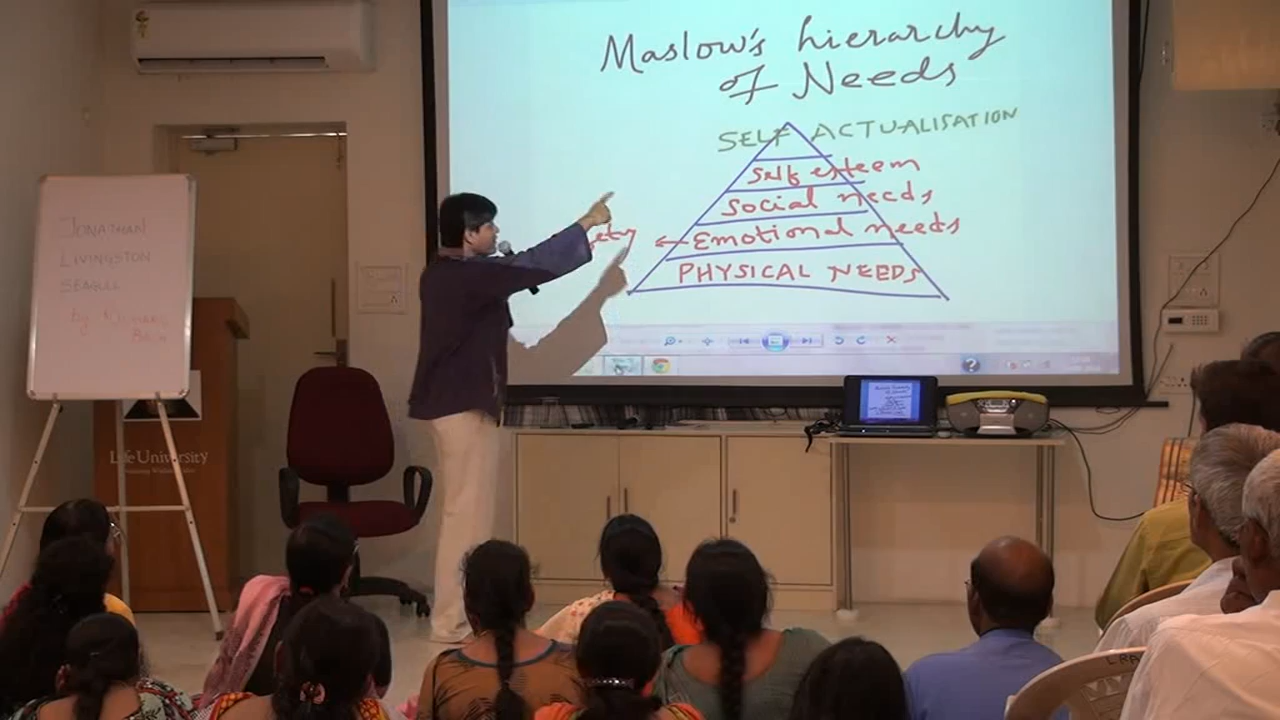 Maslow's hierarchy
of Needs
SELF ACTUALISATION
Self esteem
Social needs
← Emotional needs
PHYSICAL NEEDS
JONATHAN
LIVINGSTON
SEAGULL
by
Life University